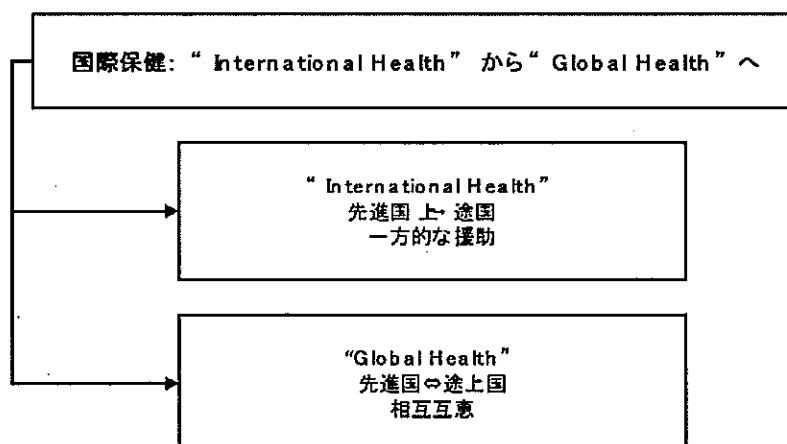 国際保健: “ International Health” から“ Global Health” へ
“ International Health”
先進国 上→ 途国
一方的な援助
“Global Health”
先進国⇔途上国
相互互恵